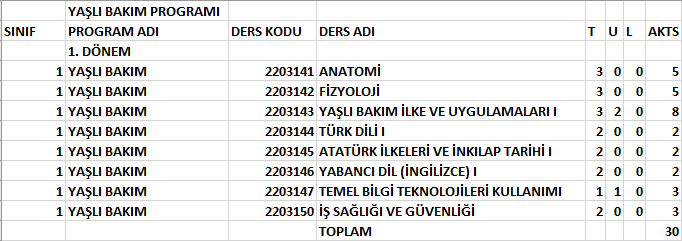 YAŞLI BAKIM PROGRAMI
SINIF PROGRAM ADI DERS KODU DERS ADI T U L AKTS
1. DÖNEM
1 YAŞLI BAKIM 2203141 ANATOMİ 3 0 0 5
1 YAŞLI BAKIM 2203142 FİZYOLOJİ 3 0 0 5
1 YAŞLI BAKIM 2203143 YAŞLI BAKIM İLKE VE UYGULAMALARI I 3 2 0 8
1 YAŞLI BAKIM 2203144 TÜRK DİLİ I 2 0 0 2
1 YAŞLI BAKIM 2203145 ATATÜRK İLKELERİ VE İNKILAP TARİHİ I 2 0 0 2
1 YAŞLI BAKIM 2203146 YABANCI DİL (İNGİLİZCE) I 2 0 0 2
1 YAŞLI BAKIM 2203147 TEMEL BİLGİ TEKNOLOJİLERİ KULLANIMI 1 1 0 3
1 YAŞLI BAKIM 2203150 İŞ SAĞLIĞI VE GÜVENLİĞİ 2 0 0 3
TOPLAM 30